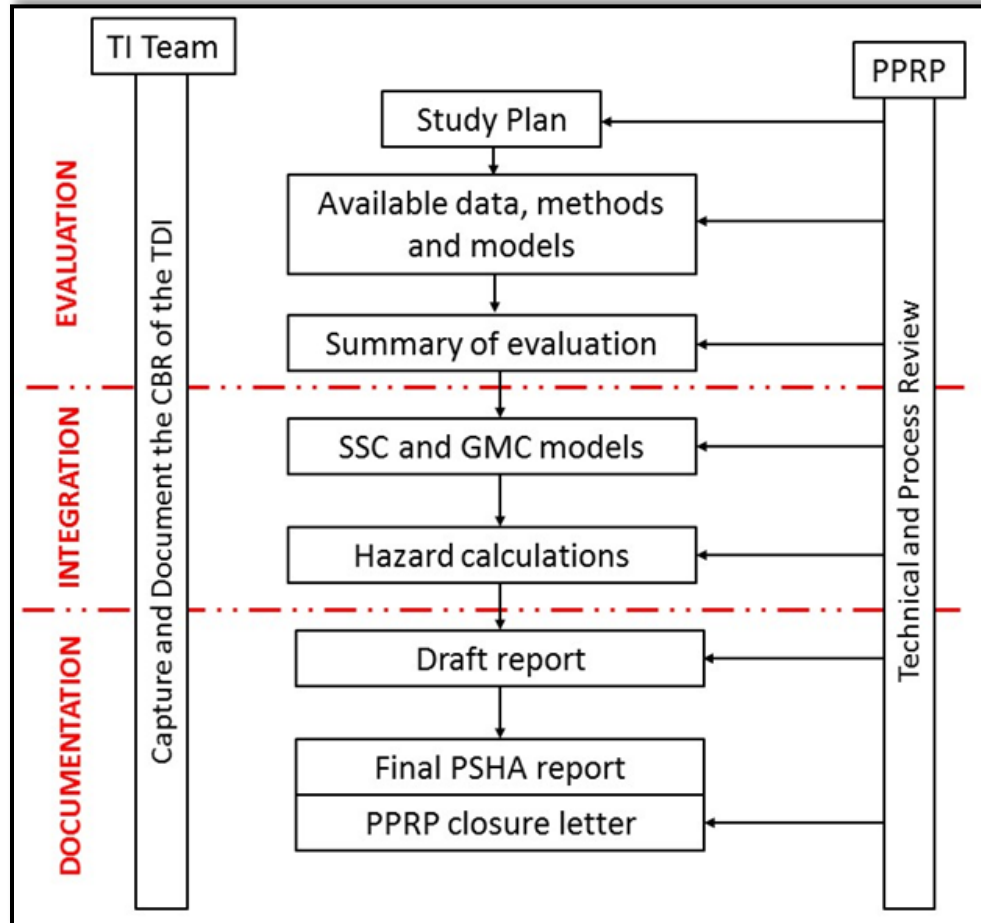 TI Team
PPRP
Study Plan
Available data, methods
and models
Summary of evaluation
SSC and GMC models
Hazard calculations
Draft report
Final PSHA report
PPRP closure letter
EVALUATION
INTEGRATION
DOCUMENTATION
Capture and Document the CBR of the TDI
Technical and Process Review